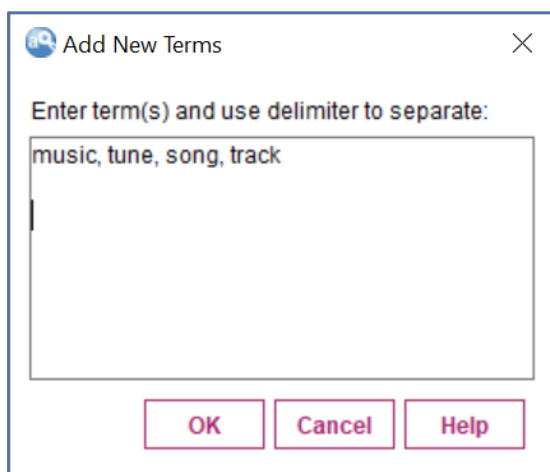 Add New Terms
Enter term(s) and use delimiter to separate:
music, tune, song, track
OK Cancel Help